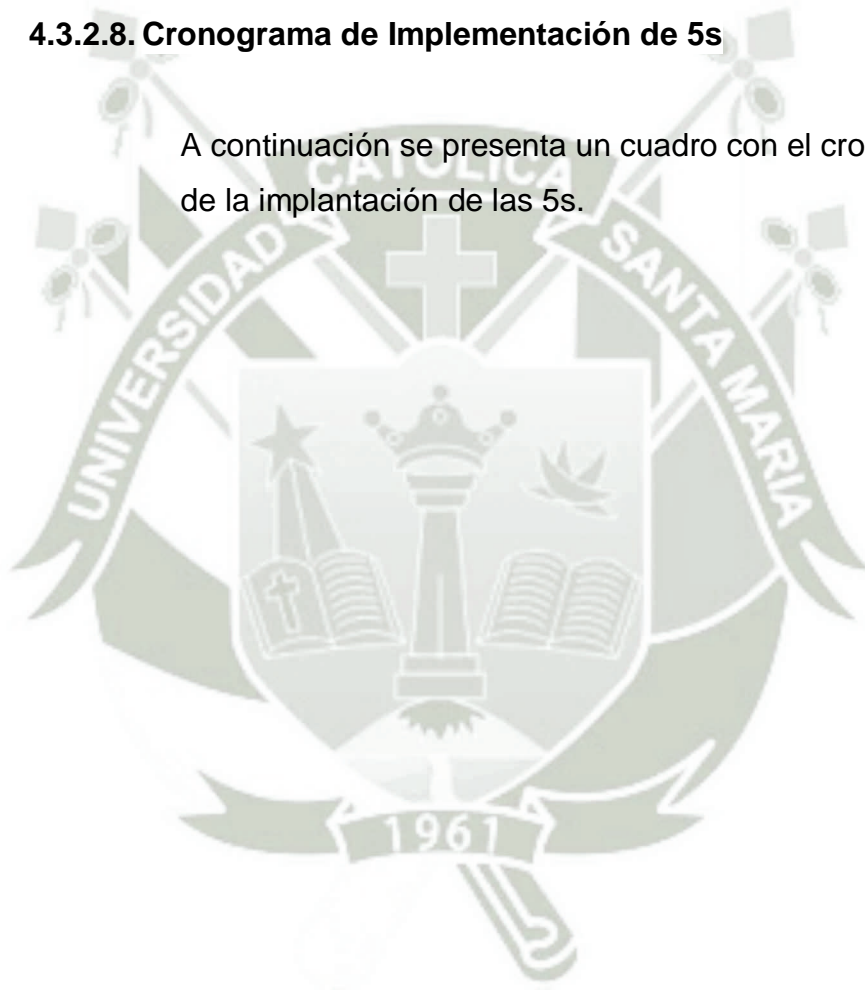 4.3.2.8. Cronograma de Implementación de 5s
A continuación se presenta un cuadro con el cro
de la implantación de las 5s.
UNIVERSIDAD CATOLICA SANTA MARIA
1961